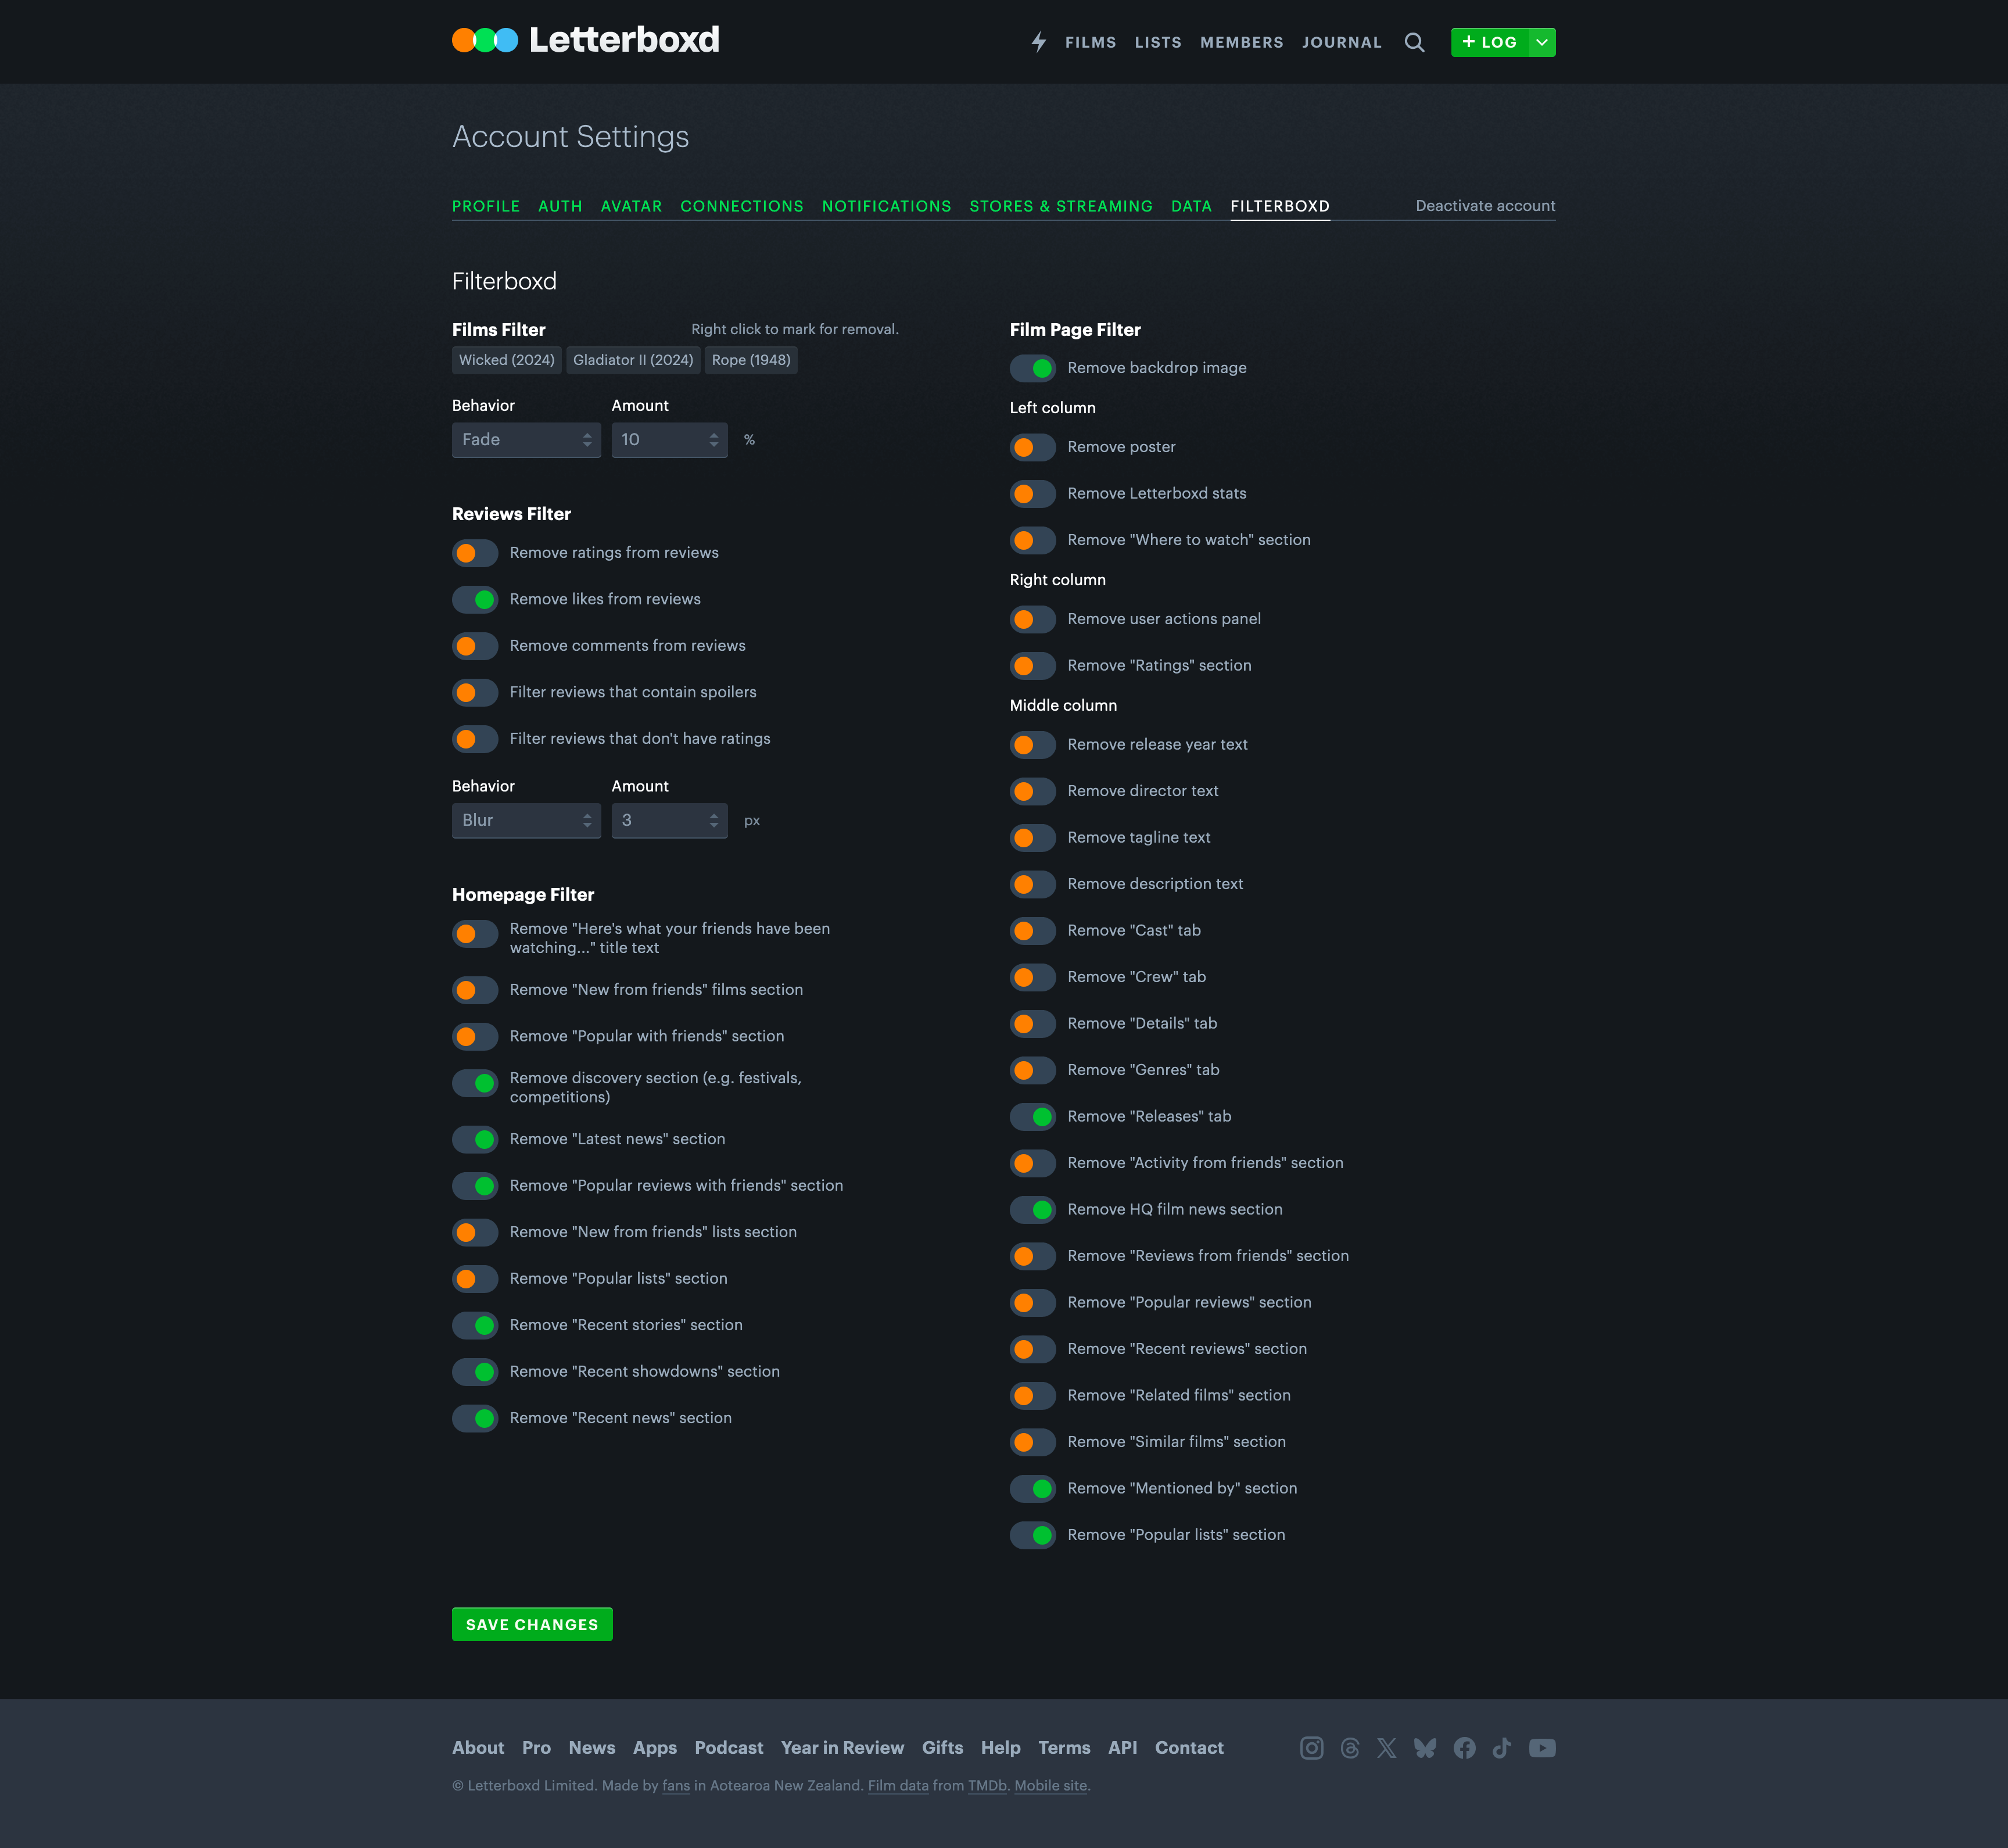 Letterboxd
FILMS LISTS MEMBERS JOURNAL + LOG
Account Settings
PROFILE AUTH AVATAR CONNECTIONS NOTIFICATIONS STORES & STREAMING DATA FILTERBOXD Deactivate account
Filterboxd
Films Filter Right click to mark for removal.
Wicked (2024) Gladiator II (2024) Rope (1948)
Behavior Amount
Fade 10 %
Reviews Filter
Remove ratings from reviews
Remove likes from reviews
Remove comments from reviews
Filter reviews that contain spoilers
Filter reviews that don't have ratings
Behavior Amount
Blur 3 px
Homepage Filter
Remove "Here's what your friends have been
watching..." title text
Remove "New from friends" films section
Remove "Popular with friends" section
Remove discovery section (e.g. festivals,
competitions)
Remove "Latest news" section
Remove "Popular reviews with friends" section
Remove "New from friends" lists section
Remove "Popular lists" section
Remove "Recent stories" section
Remove "Recent showdowns" section
Remove "Recent news" section
Film Page Filter
Remove backdrop image
Left column
Remove poster
Remove Letterboxd stats
Remove "Where to watch" section
Right column
Remove user actions panel
Remove "Ratings" section
Middle column
Remove release year text
Remove director text
Remove tagline text
Remove description text
Remove "Cast" tab
Remove "Crew" tab
Remove "Details" tab
Remove "Genres" tab
Remove "Releases" tab
Remove "Activity from friends" section
Remove HQ film news section
Remove "Reviews from friends" section
Remove "Popular reviews" section
Remove "Recent reviews" section
Remove "Related films" section
Remove "Similar films" section
Remove "Mentioned by" section
Remove "Popular lists" section
SAVE CHANGES
About Pro News Apps Podcast Year in Review Gifts Help Terms API Contact
© Letterboxd Limited. Made by fans in Aotearoa New Zealand. Film data from TMDb. Mobile site.